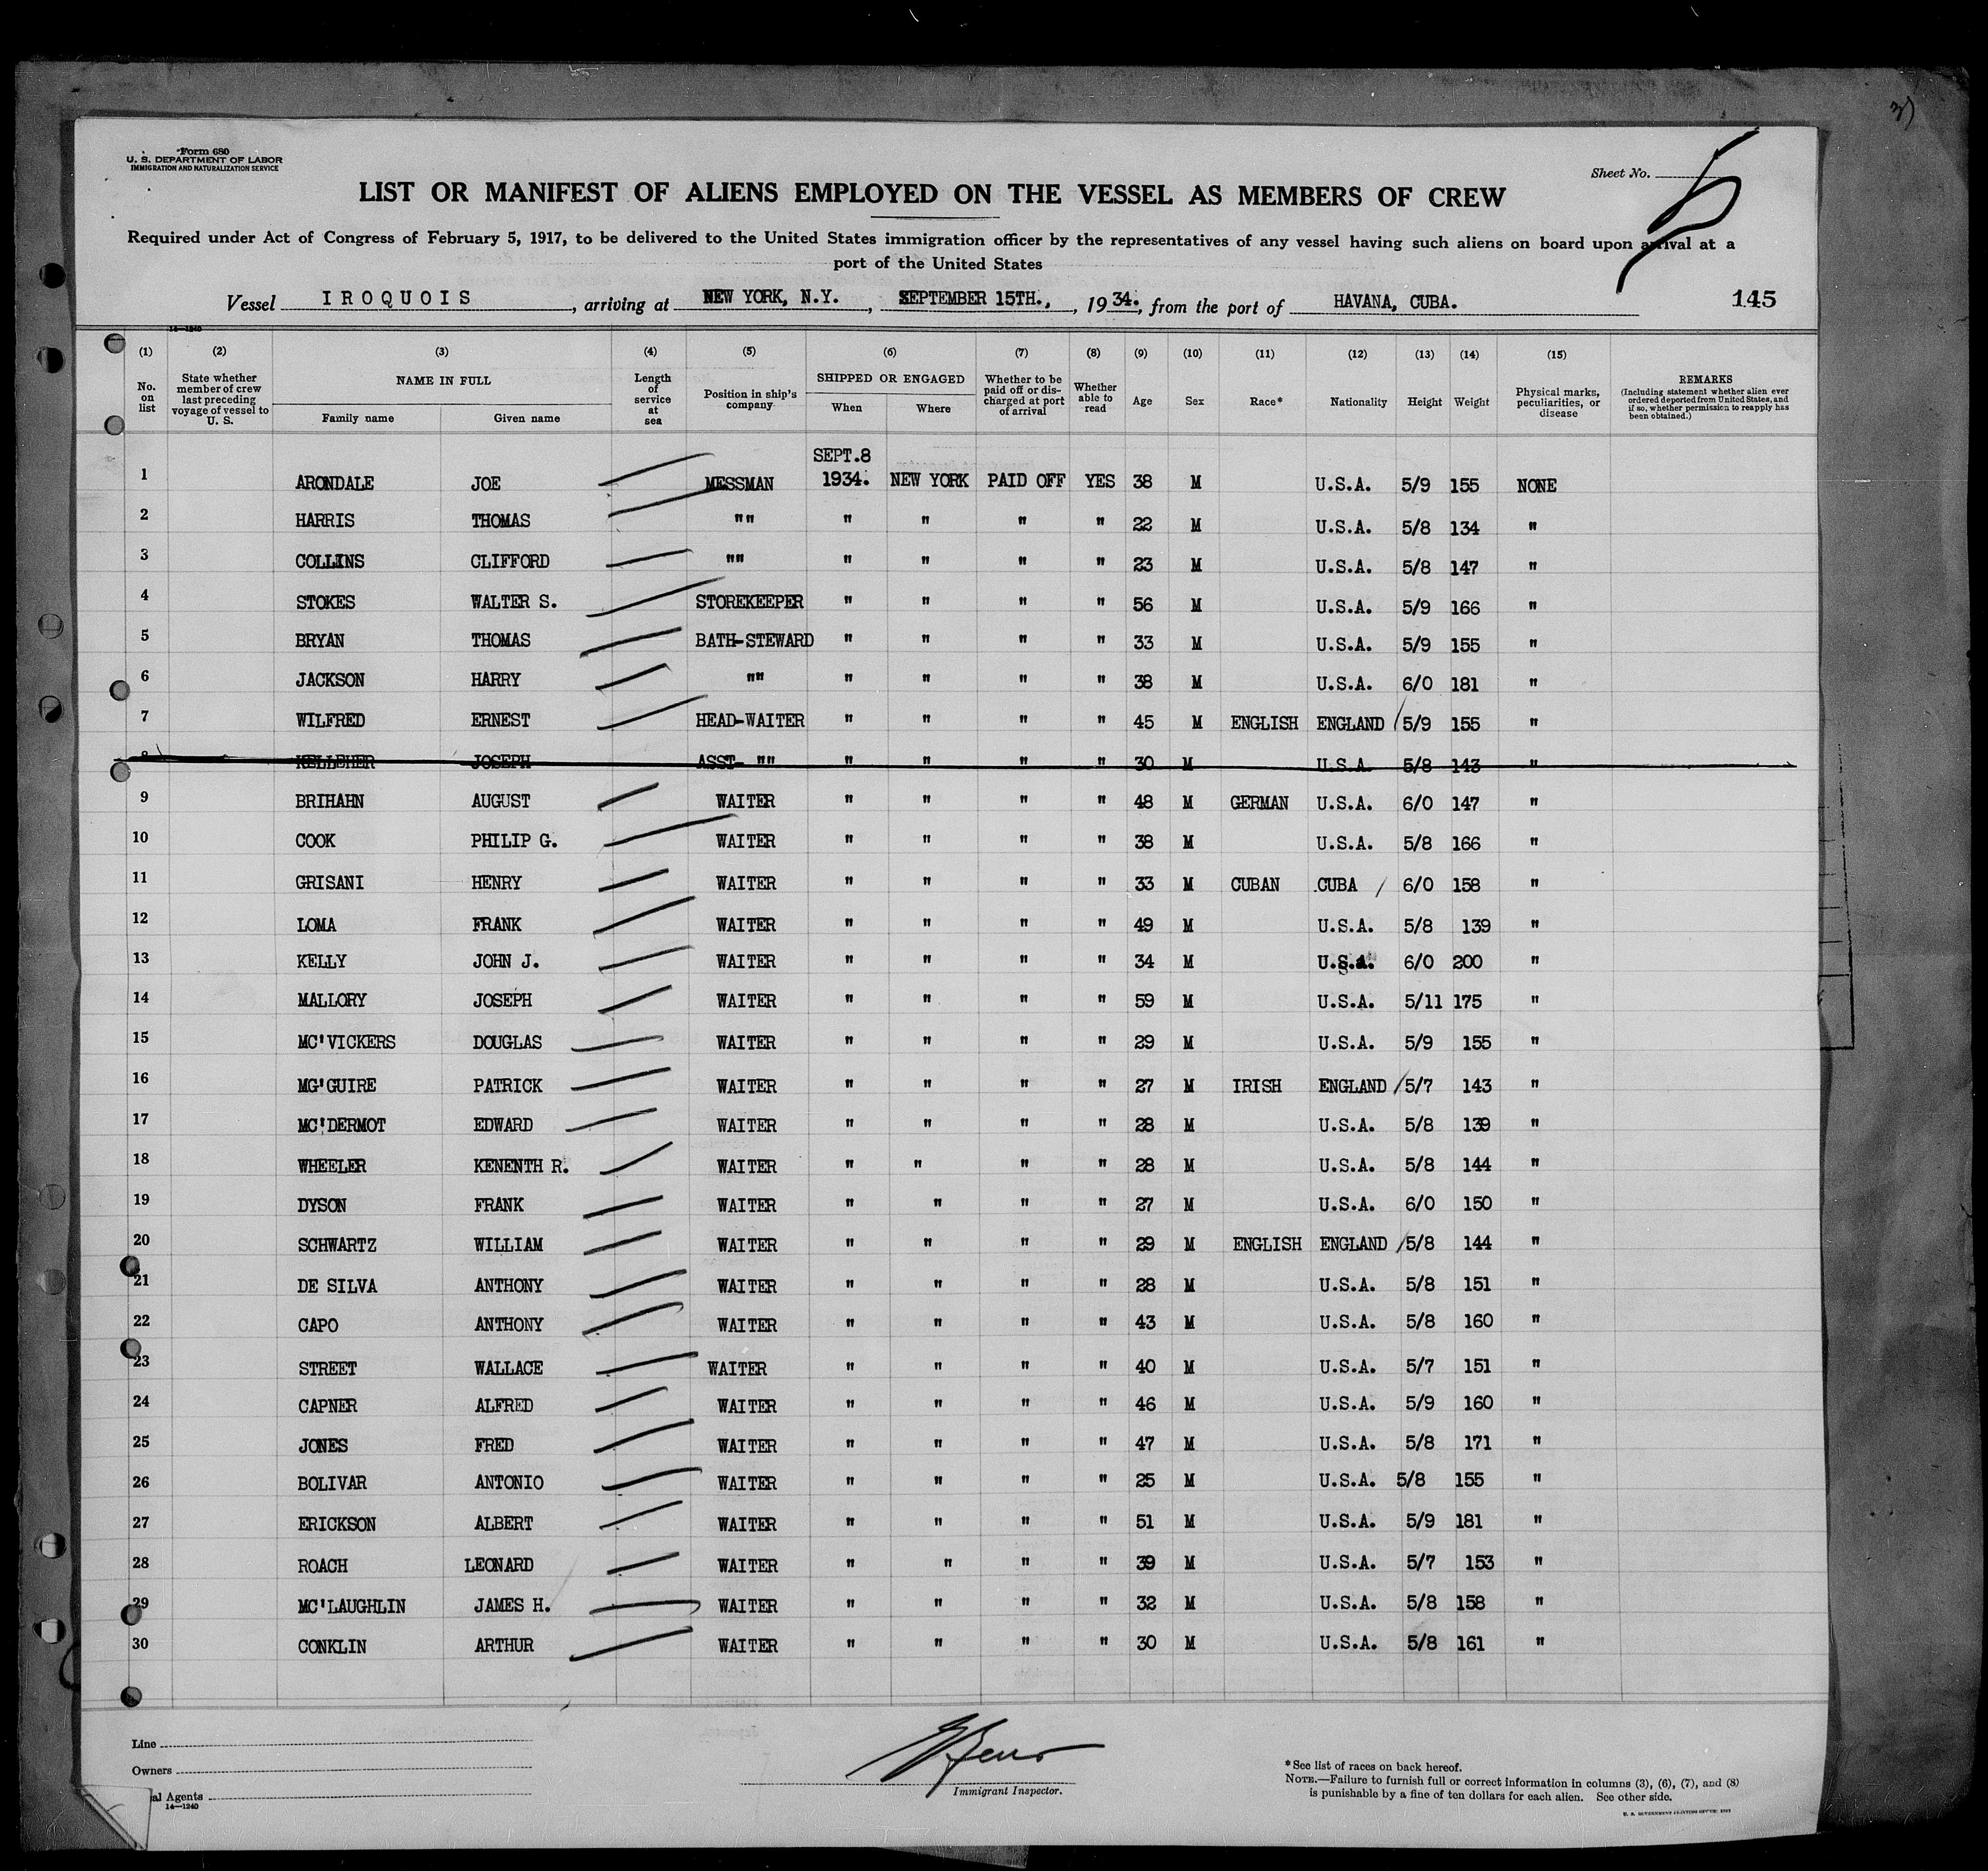 3)
Form 680
U. S. DEPARTMENT OF LABOR
IMMIGRATION AND NATURALIZATION SERVICE
Sheet No.
5
LIST OR MANIFEST OF ALIENS EMPLOYED ON THE VESSEL AS MEMBERS OF CREW
Required under Act of Congress of February 5, 1917, to be delivered to the United States immigration officer by the representatives of any vessel having such aliens on board upon arrival at a
port of the United States
Vessel IROQUOIS, arriving at NEW YORK, N.Y., SEPTEMBER 15TH., 1934., from the port of HAVANA, CUBA. 145
14—1240
(1) (2) (3) (4) (5) (6) (7) (8) (9) (10) (11) (12) (13) (14) (15)
No. on list
State whether member of crew last preceding voyage of vessel to U. S.
NAME IN FULL
Family name Given name
Length of service at sea
Position in ship's company
SHIPPED OR ENGAGED
When Where
Whether to be paid off or discharged at port of arrival
Whether able to read
Age
Sex
Race*
Nationality
Height
Weight
Physical marks, peculiarities, or disease
REMARKS
(Including statement whether alien ever ordered deported from United States, and if so, whether permission to reapply has been obtained.)
SEPT.8
1 ARONDALE JOE MESSMAN 1934. NEW YORK PAID OFF YES 38 M U.S.A. 5/9 155 NONE
2 HARRIS THOMAS "" " " " " 22 M U.S.A. 5/8 134 "
3 COLLINS CLIFFORD "" " " " " 23 M U.S.A. 5/8 147 "
4 STOKES WALTER S. STOREKEEPER " " " " 56 M U.S.A. 5/9 166 "
5 BRYAN THOMAS BATH-STEWARD " " " " 33 M U.S.A. 5/9 155 "
6 JACKSON HARRY "" " " " " 38 M U.S.A. 6/0 181 "
7 WILFRED ERNEST HEAD-WAITER " " " " 45 M ENGLISH ENGLAND 5/9 155 "
8 KELLEHER JOSEPH ASST- "" " " " " 30 M U.S.A 5/8 143 "
9 BRIHAHN AUGUST WAITER " " " " 48 M GERMAN U.S.A. 6/0 147 "
10 COOK PHILIP G. WAITER " " " " 38 M U.S.A. 5/8 166 "
11 GRISANI HENRY WAITER " " " " 33 M CUBAN CUBA 6/0 158 "
12 LOMA FRANK WAITER " " " " 49 M U.S.A. 5/8 139 "
13 KELLY JOHN J. WAITER " " " " 34 M U.S.A. 6/0 200 "
14 MALLORY JOSEPH WAITER " " " " 59 M U.S.A. 5/11 175 "
15 MC'VICKERS DOUGLAS WAITER " " " " 29 M U.S.A. 5/9 155 "
16 MG'GUIRE PATRICK WAITER " " " " 27 M IRISH ENGLAND 5/7 143 "
17 MC'DERMOT EDWARD WAITER " " " " 28 M U.S.A. 5/8 139 "
18 WHEELER KENENTH R. WAITER " " " " 28 M U.S.A. 5/8 144 "
19 DYSON FRANK WAITER " " " " 27 M U.S.A. 6/0 150 "
20 SCHWARTZ WILLIAM WAITER " " " " 29 M ENGLISH ENGLAND 5/8 144 "
21 DE SILVA ANTHONY WAITER " " " " 28 M U.S.A. 5/8 151 "
22 CAPO ANTHONY WAITER " " " " 43 M U.S.A. 5/8 160 "
23 STREET WALLACE WAITER " " " " 40 M U.S.A. 5/7 151 "
24 CAPNER ALFRED WAITER " " " " 46 M U.S.A. 5/9 160 "
25 JONES FRED WAITER " " " " 47 M U.S.A. 5/8 171 "
26 BOLIVAR ANTONIO WAITER " " " " 25 M U.S.A. 5/8 155 "
27 ERICKSON ALBERT WAITER " " " " 51 M U.S.A. 5/9 181 "
28 ROACH LEONARD WAITER " " " " 39 M U.S.A. 5/7 153 "
29 MC'LAUGHLIN JAMES H. WAITER " " " " 32 M U.S.A. 5/8 158 "
30 CONKLIN ARTHUR WAITER " " " " 30 M U.S.A. 5/8 161 "
Line
Owners
al Agents
14—1240
Immigrant Inspector.
*See list of races on back hereof.
NOTE.—Failure to furnish full or correct information in columns (3), (6), (7), and (8)
is punishable by a fine of ten dollars for each alien. See other side.
U. S. GOVERNMENT PRINTING OFFICE